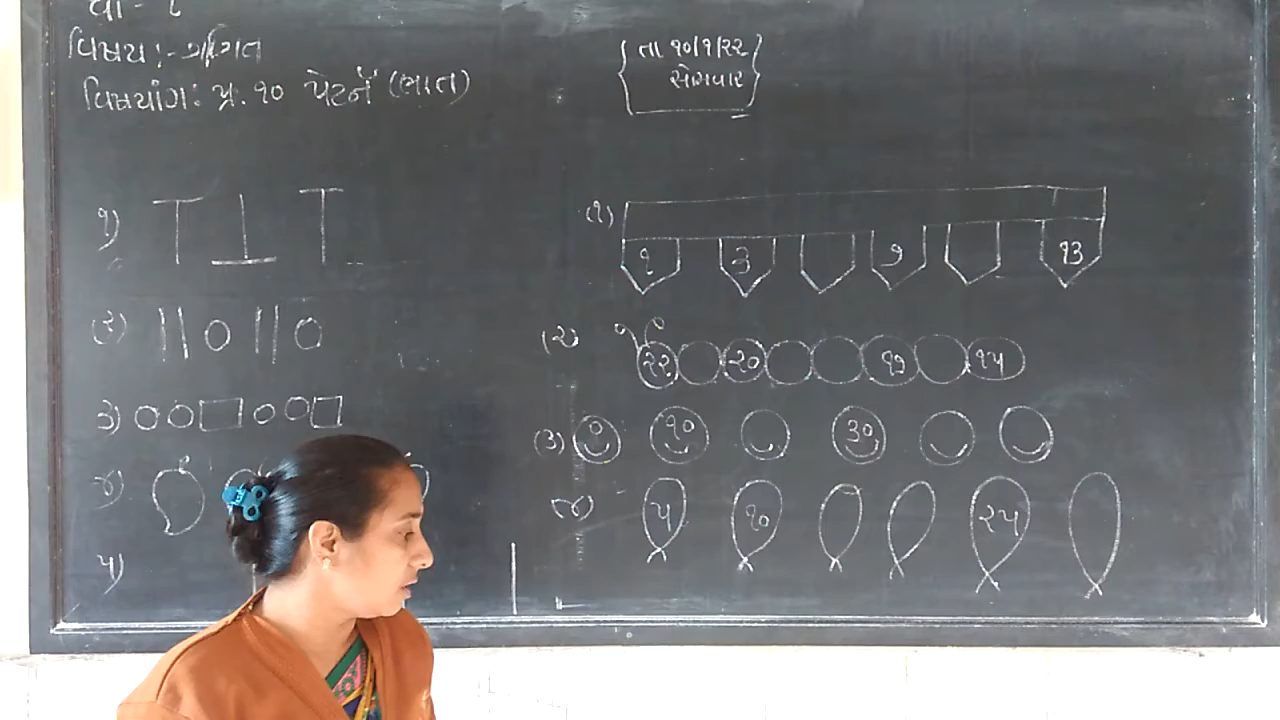 વિષય :- ગણિત
વિષયાંગ : પ્ર. ૧૦ પેટર્ન (ભાત)
{ તા ૧૦/૧/૨૨
સોમવાર }
૧)
(૨)
૩)
૪)
૫)
(૧) ૧ ૩ ૭ ૧૩
(૨) ૨૨ ૨૦ ૧૭ ૧૫
(૩) ૦ ૧૦ ૩૦
૪) ૫ ૧૦ ૨૫